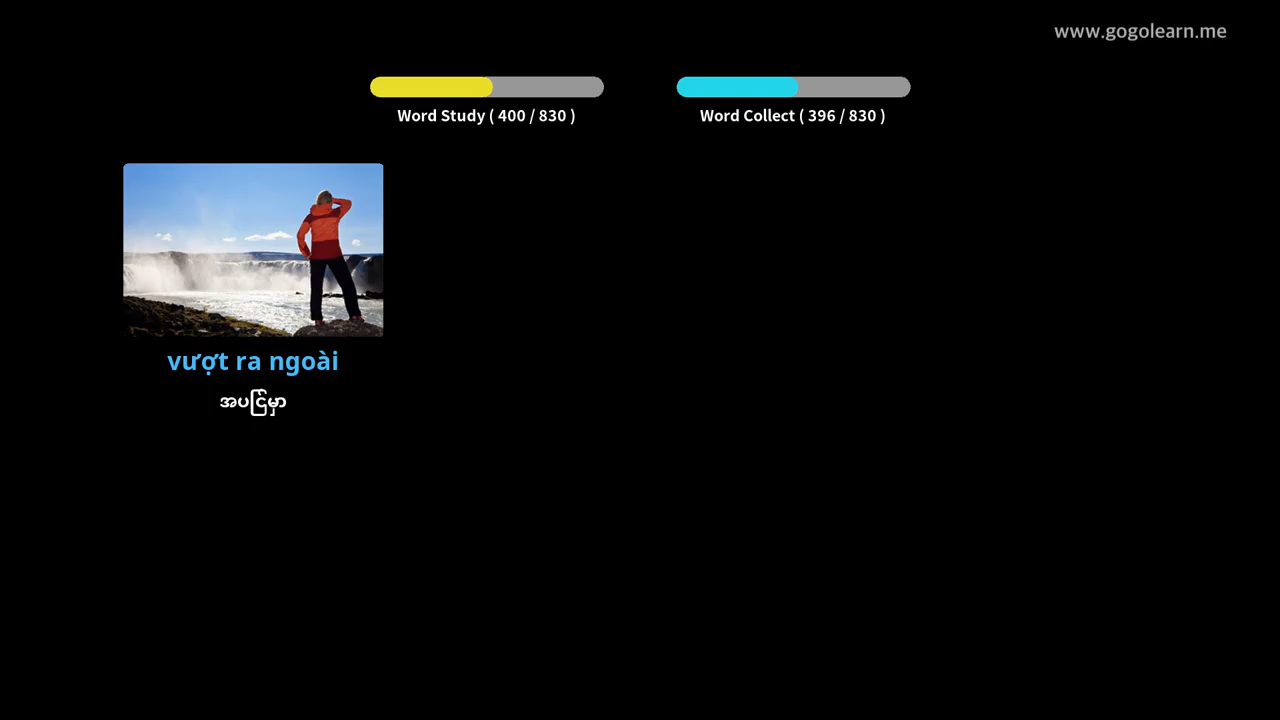 www.gogolearn.me
Word Study ( 400 / 830 )
Word Collect ( 396 / 830 )
vượt ra ngoài
အပြင်မှာ